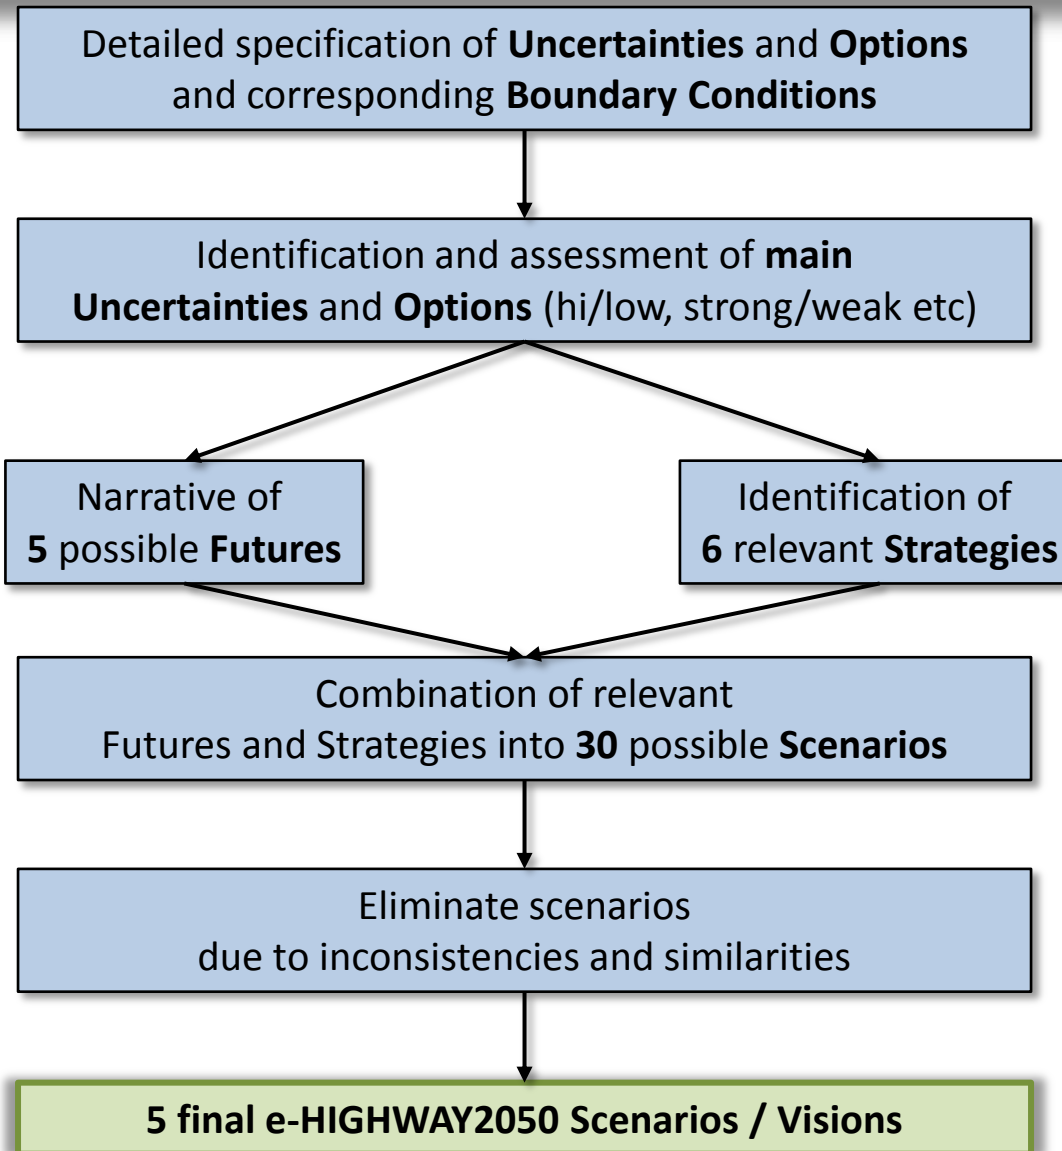 Detailed specification of Uncertainties and Options
and corresponding Boundary Conditions
Identification and assessment of main
Uncertainties and Options (hi/low, strong/weak etc)
Narrative of
5 possible Futures
Identification of
6 relevant Strategies
Combination of relevant
Futures and Strategies into 30 possible Scenarios
Eliminate scenarios
due to inconsistencies and similarities
5 final e-HIGHWAY2050 Scenarios / Visions